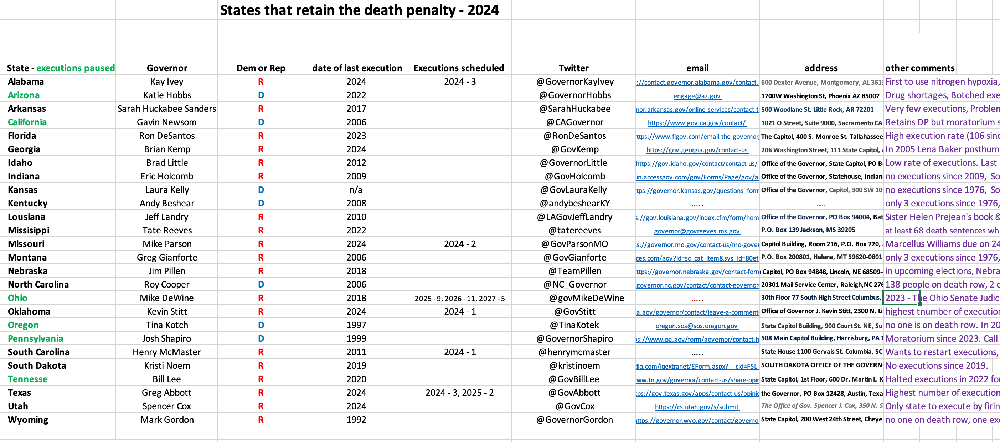 States that retain the death penalty - 2024
State - executions paused Governor Dem or Rep date of last execution Executions scheduled Twitter email address other comments
Alabama Kay Ivey R 2024 2024 - 3 @GovernorKayIvey ://contact.governor.alabama.gov/contact. 600 Dexter Avenue, Montgomery, AL 3613 First to use nitrogen hypoxia,
Arizona Katie Hobbs D 2022 @GovernorHobbs engage@az.gov 1700W Washington St, Phoenix AZ 85007 Drug shortages, Botched exe
Arkansas Sarah Huckabee Sanders R 2017 @SarahHuckabee nor.arkansas.gov/online-services/contact-t 500 Woodlane St. Little Rock, AR 72201 Very few executions, Problem
California Gavin Newsom D 2006 @CAGovernor https://www.gov.ca.gov/contact/ 1021 O Street, Suite 9000, Sacramento CA Retains DP but moratorium s
Florida Ron DeSantos R 2023 @RonDeSantos ttps://www.flgov.com/email-the-governor/ The Capitol, 400 S. Monroe St. Tallahassee High execution rate (106 sinc
Georgia Brian Kemp R 2024 @GovKemp https://gov.georgia.gov/contact-us 206 Washington Street, 111 State Capitol, In 2005 Lena Baker posthum
Idaho Brad Little R 2012 @GovernorLittle https://gov.idaho.gov/contact/contact-us/ Office of the Governor, State Capitol, PO B Low rate of executions. Last
Indiana Eric Holcomb R 2009 @GovHolcomb /in.accessgov.com/gov/Forms/Page/gov/a Office of the Governor, Statehouse, Indian no executions since 2009, So
Kansas Laura Kelly D n/a @GovLauraKelly tps://governor.kansas.gov/questions_form Office of the Governor, Capitol, 300 SW 10 no executions since 1976, So
Kentucky Andy Beshear D 2008 @andybeshearKY ..... ..... only 3 executions since 1976,
Lousiana Jeff Landry R 2010 @LAGovJeffLandry s://gov.louisiana.gov/index.cfm/form/hom Office of the Governor, PO Box 94004, Bat Sister Helen Prejean's book &
Missisippi Tate Reeves R 2022 @tatereeves governor@govreeves.ms.gov P.O. Box 139 Jackson, MS 39205 at least 68 death sentences wh
Missouri Mike Parson R 2024 2024 - 2 @GovParsonMO s://governor.mo.gov/contact-us/mo-gover Capitol Building, Room 216, P.O. Box 720, Marcellus Williams due on 24
Montana Greg Gianforte R 2006 @GovGianforte ces.com/gov?id=sc_cat_item&sys_id=80ef P.O. Box 200801, Helena, MT 59620-0801 only 3 executions since 1976,
Nebraska Jim Pillen R 2018 @TeamPillen ttps://governor.nebraska.gov/contact-form e Capitol, PO Box 94848, Lincoln, NE 68509- in upcoming elections, Nebra
North Carolina Roy Cooper D 2006 @NC_Governor /governor.nc.gov/contact/contact-governor- 20301 Mail Service Center, Raleigh,NC 276 138 people on death row, 2 o
Ohio Mike DeWine R 2018 2025 - 9, 2026 - 11, 2027 - 5 @govMikeDeWine ..... 30th Floor 77 South High Street Columbus, 2023 - The Ohio Senate Judic
Oklahoma Kevin Stitt R 2024 2024 - 1 @GovStitt a.gov/governor/contact/leave-a-comment- Office of Governor J. Kevin Stitt, 2300 N. Li highest tnumber of execution
Oregon Tina Kotch D 1997 @TinaKotek oregon.sos@sos.oregon.gov State Capitol Building, 900 Court St. NE, Sui no one is on death row. In 20
Pennsylvania Josh Shapiro D 1999 @GovernorShapiro s://www.pa.gov/form/governor/contact.h 508 Main Capitol Building, Harrisburg, PA 1 Moratorium since 2023. Call
South Carolina Henry McMaster R 2011 2024 - 1 @henrymcmaster ..... State House 1100 Gervais St. Columbia, SC Wants to restart executions,
South Dakota Kristi Noem R 2019 @kristinoem diq.com/iqextranet/EForm.aspx?__cid=FSL_ SOUTH DAKOTA OFFICE OF THE GOVERN No executions since 2019.
Tennesse Bill Lee R 2020 @GovBillLee ww.tn.gov/governor/contact-us/share-opin State Capitol, 1st Floor, 600 Dr. Martin L. K Halted executions in 2022 for
Texas Greg Abbott R 2024 2024 - 3, 2025 - 2 @GovAbbott tps://gov.texas.gov/apps/contact-us/opinio the Governor, PO Box 12428, Austin, Texa Highest number of execution
Utah Spencer Cox R 2024 @GovCox https://cs.utah.gov/s/submit The Office of Gov. Spencer J. Cox, 350 N. S Only state to execute by firin
Wyoming Mark Gordon R 1992 @GovernorGordon ttps://governor.wyo.gov/contact/governo State Capitol, 200 West 24th Street, Cheye no one on death row, one exe